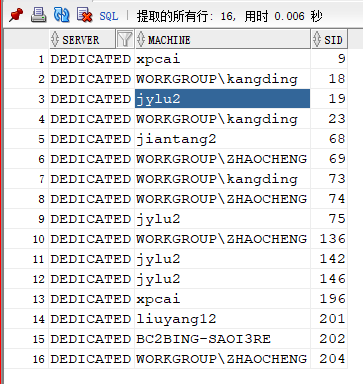 SQL | 提取的所有行: 16, 用时 0.006 秒
SERVER MACHINE SID
1 DEDICATED xpcai 9
2 DEDICATED WORKGROUP\kangding 18
3 DEDICATED jylu2 19
4 DEDICATED WORKGROUP\kangding 23
5 DEDICATED jiantang2 68
6 DEDICATED WORKGROUP\ZHAOCHENG 69
7 DEDICATED WORKGROUP\kangding 73
8 DEDICATED WORKGROUP\ZHAOCHENG 74
9 DEDICATED jylu2 75
10 DEDICATED WORKGROUP\ZHAOCHENG 136
11 DEDICATED jylu2 142
12 DEDICATED jylu2 146
13 DEDICATED xpcai 196
14 DEDICATED liuyang12 201
15 DEDICATED BC2BING-SAOI3RE 202
16 DEDICATED WORKGROUP\ZHAOCHENG 204